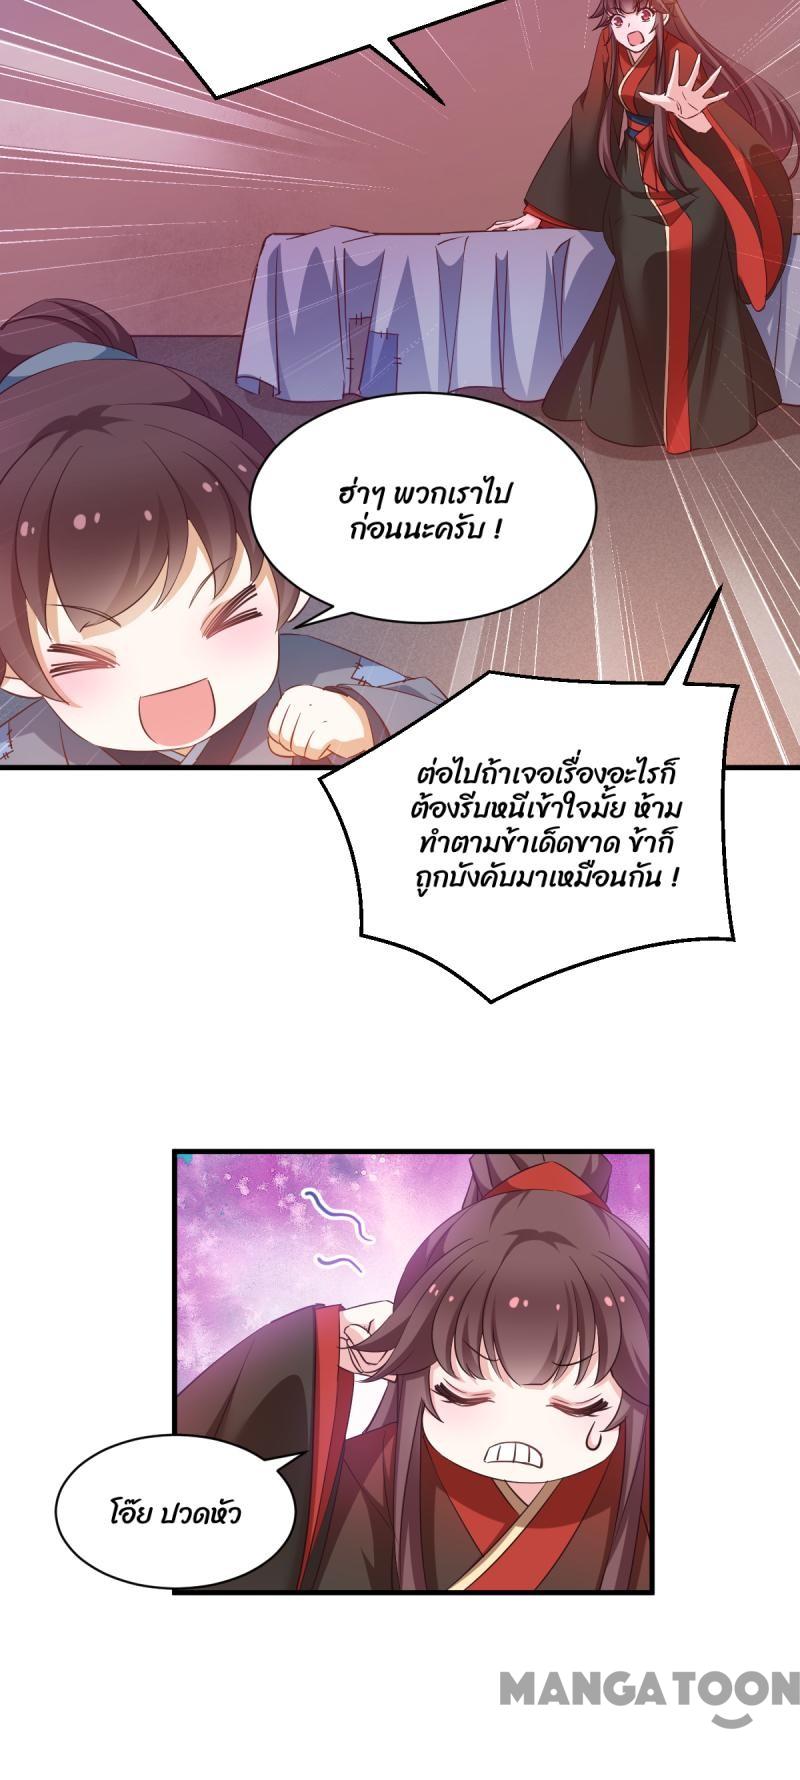 ฮ่าๆ พวกเราไป
ก่อนนะครับ !
ต่อไปถ้าเจอเรื่องอะไรก็
ต้องรีบหนีเข้าใจมั้ย ห้าม
ทำตามข้าเด็ดขาด ข้าก็
ถูกบังคับมาเหมือนกัน !
โอ๊ย ปวดหัว
MANGATOON